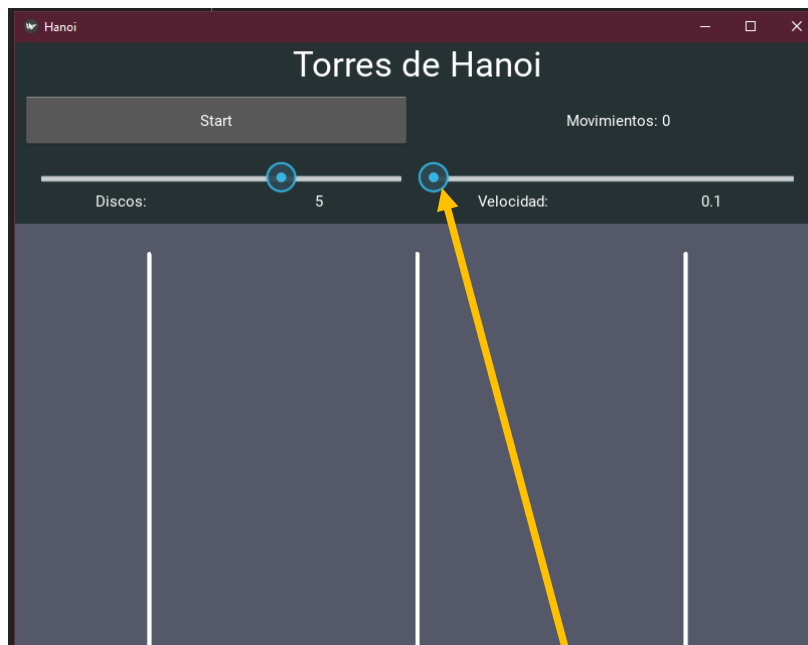 Hanoi
Torres de Hanoi
Start Movimientos: 0
Discos: 5 Velocidad: 0.1